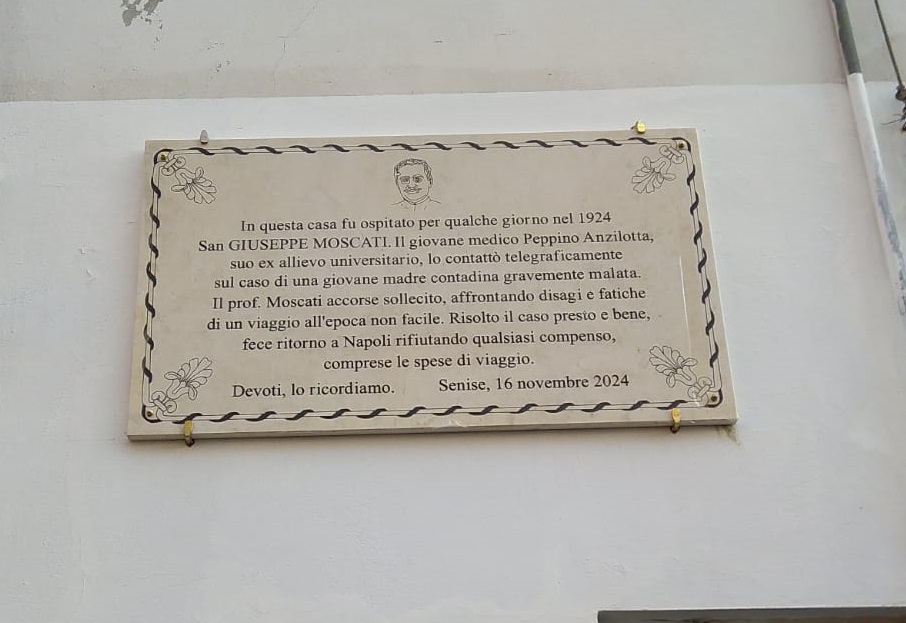 In questa casa fu ospitato per qualche giorno nel 1924
San GIUSEPPE MOSCATI. Il giovane medico Peppino Anzilotta,
suo ex allievo universitario, lo contattò telegraficamente
sul caso di una giovane madre contadina gravemente malata.
Il prof. Moscati accorse sollecito, affrontando disagi e fatiche
di un viaggio all'epoca non facile. Risolto il caso presto e bene,
fece ritorno a Napoli rifiutando qualsiasi compenso,
comprese le spese di viaggio.
Devoti, lo ricordiamo. Senise, 16 novembre 2024